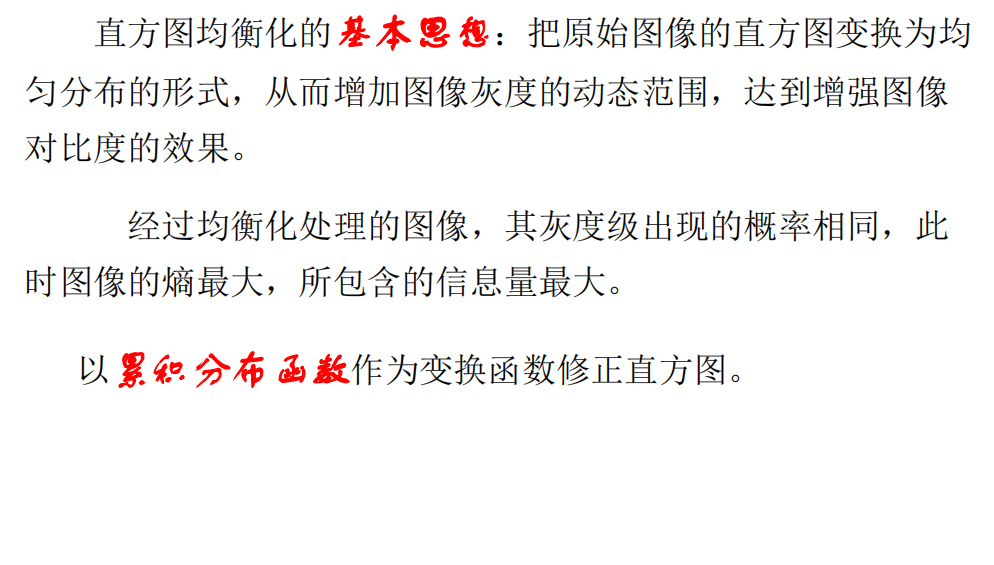 直方图均衡化的基本思想：把原始图像的直方图变换为均
匀分布的形式，从而增加图像灰度的动态范围，达到增强图像
对比度的效果。
经过均衡化处理的图像，其灰度级出现的概率相同，此
时图像的熵最大，所包含的信息量最大。
以累积分布函数作为变换函数修正直方图。